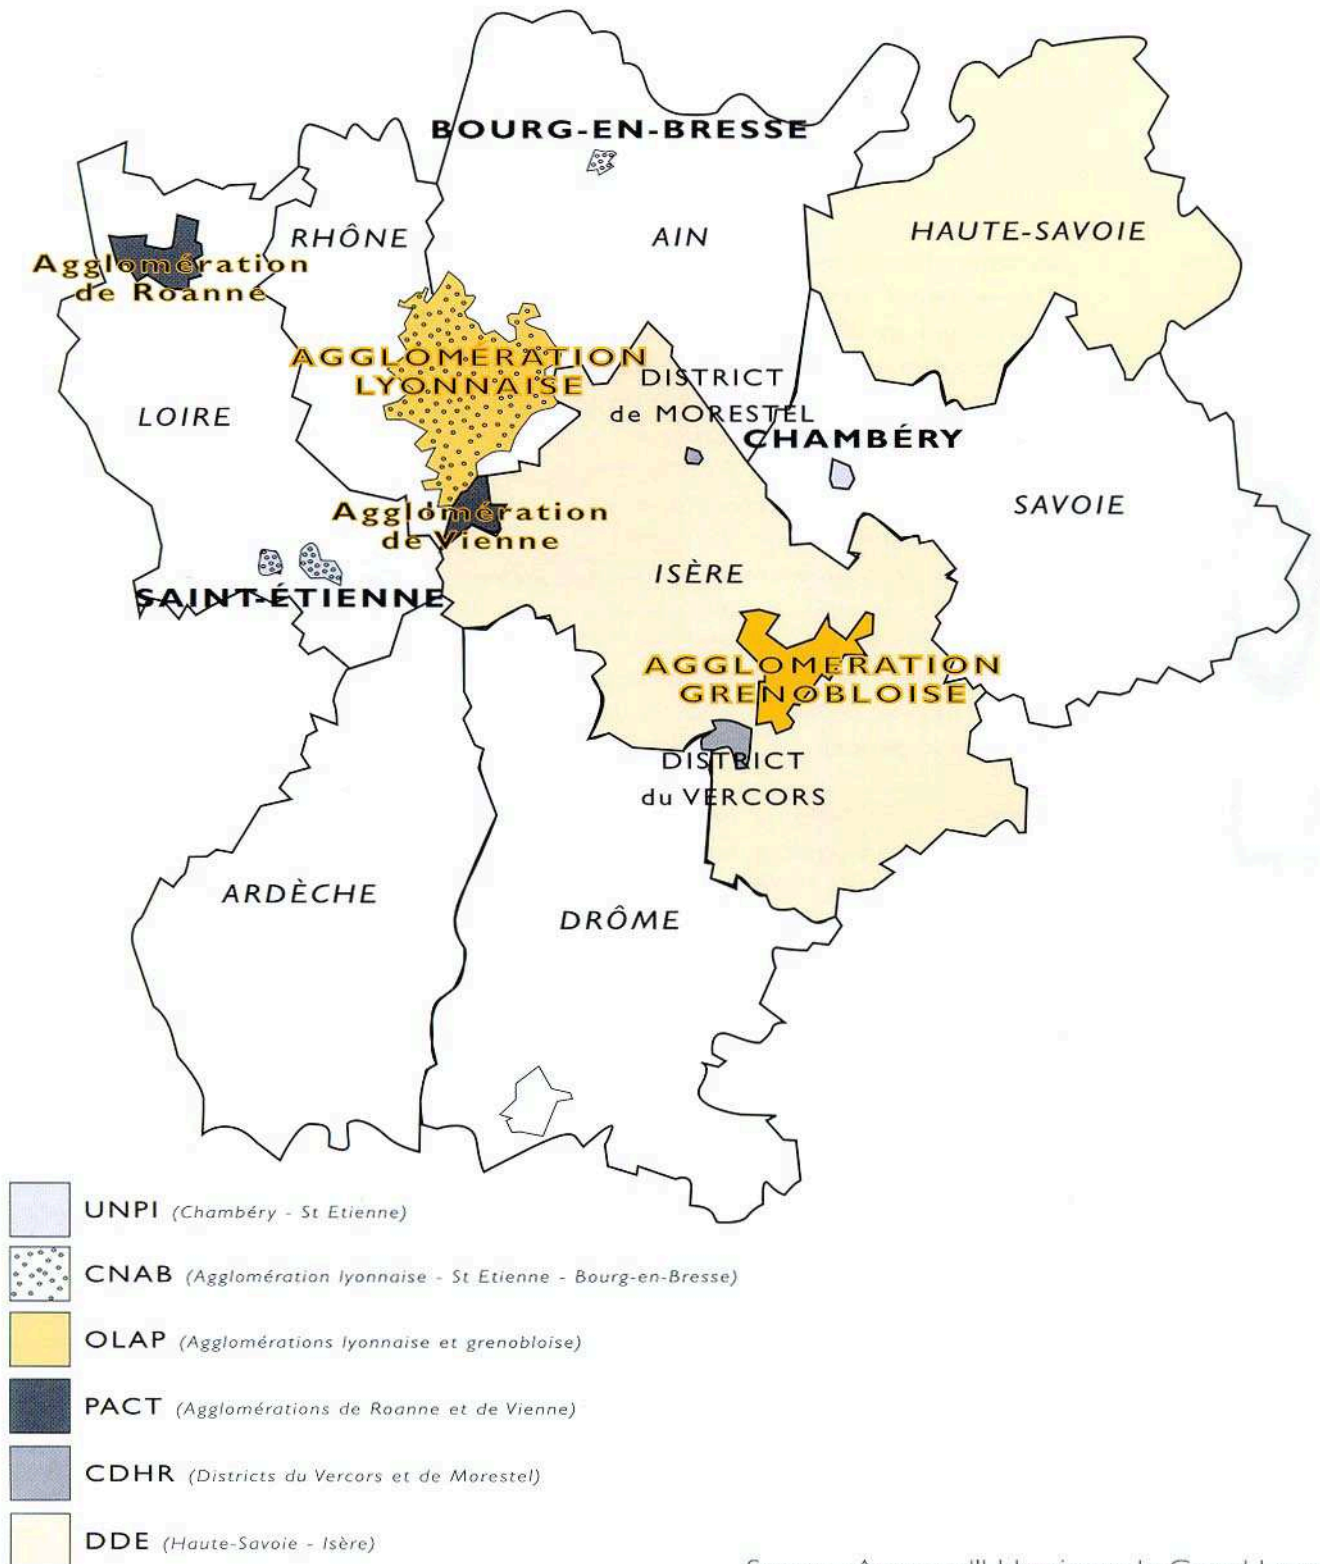 BOURG-EN-BRESSE
RHÔNE
AIN
HAUTE-SAVOIE
Agglomération
de Roanne
AGGLOMÉRATION
LYONNAISE
DISTRICT
de MORESTEL
LOIRE
CHAMBÉRY
SAVOIE
Agglomération
de Vienne
ISÈRE
SAINT-ÉTIENNE
AGGLOMERATION
GRENOBLOISE
DISTRICT
du VERCORS
ARDÈCHE
DRÔME
UNPI (Chambéry - St Etienne)
CNAB (Agglomération lyonnaise - St Etienne - Bourg-en-Bresse)
OLAP (Agglomérations lyonnaise et grenobloise)
PACT (Agglomérations de Roanne et de Vienne)
CDHR (Districts du Vercors et de Morestel)
DDE (Haute-Savoie - Isère)